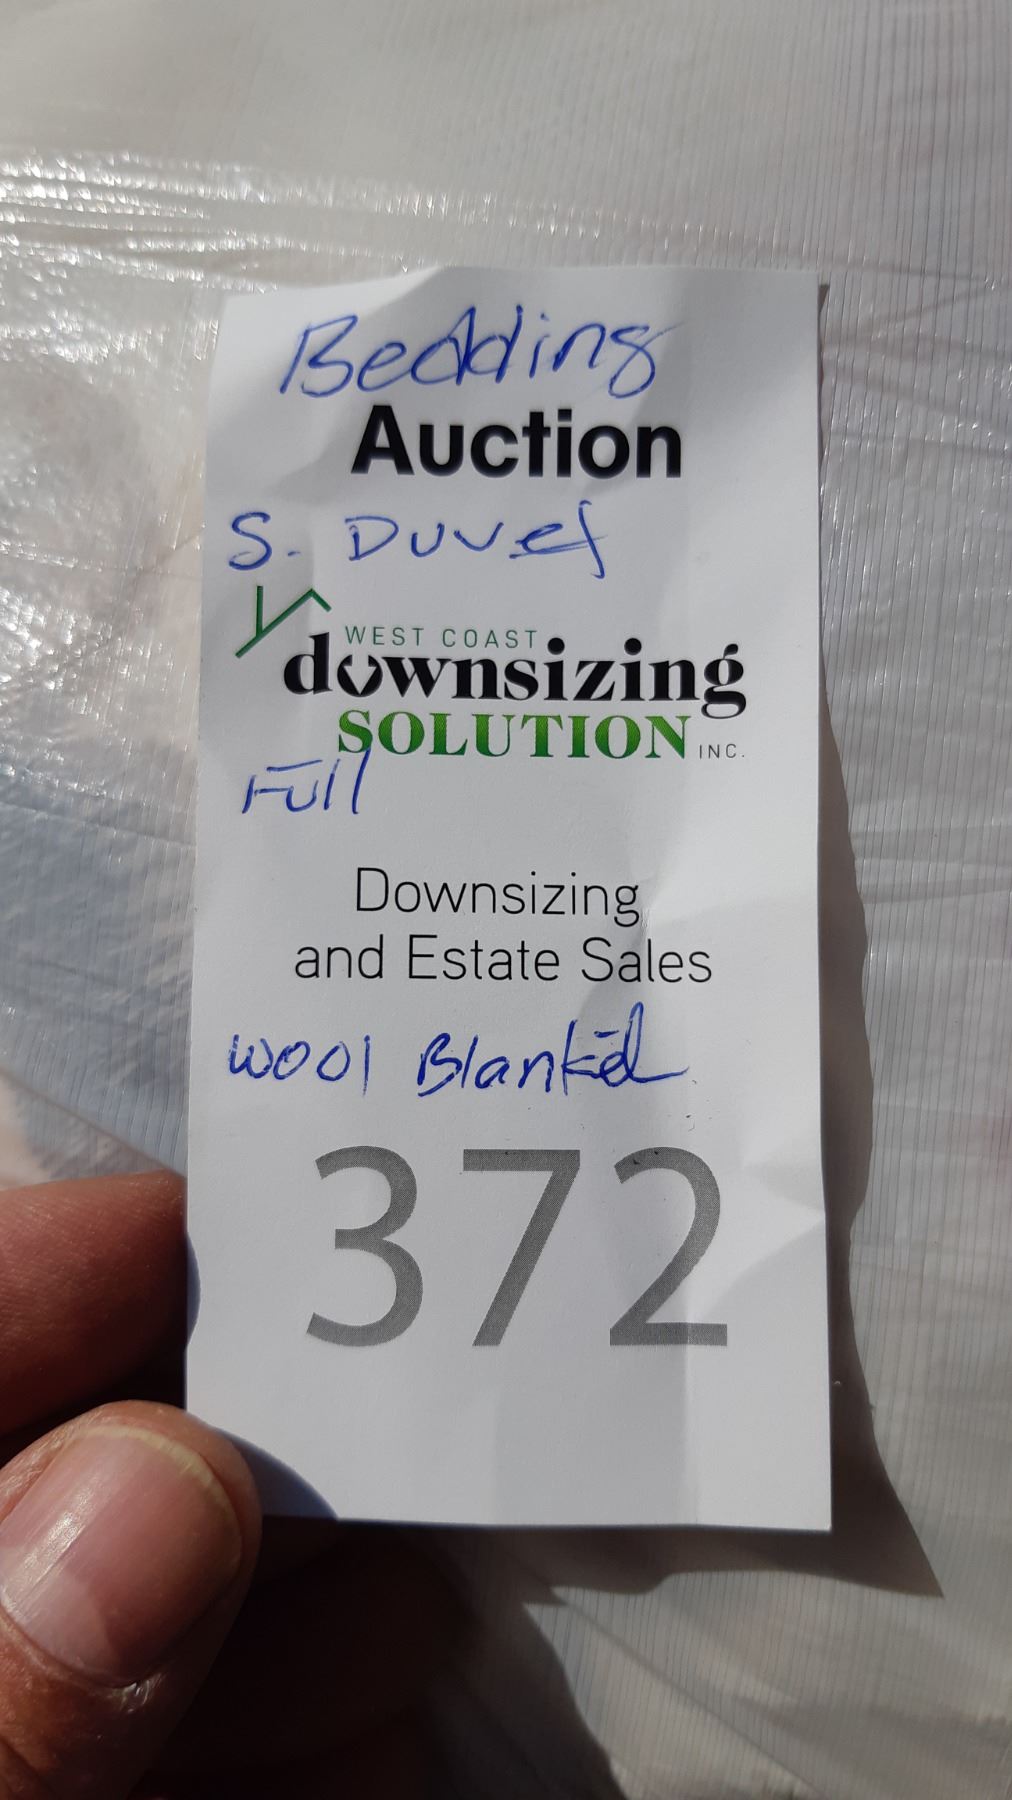 Bedding
Auction
S. Duvet
WEST COAST
downsizing
SOLUTION INC.
Full
Downsizing
and Estate Sales
wool Blanket
372